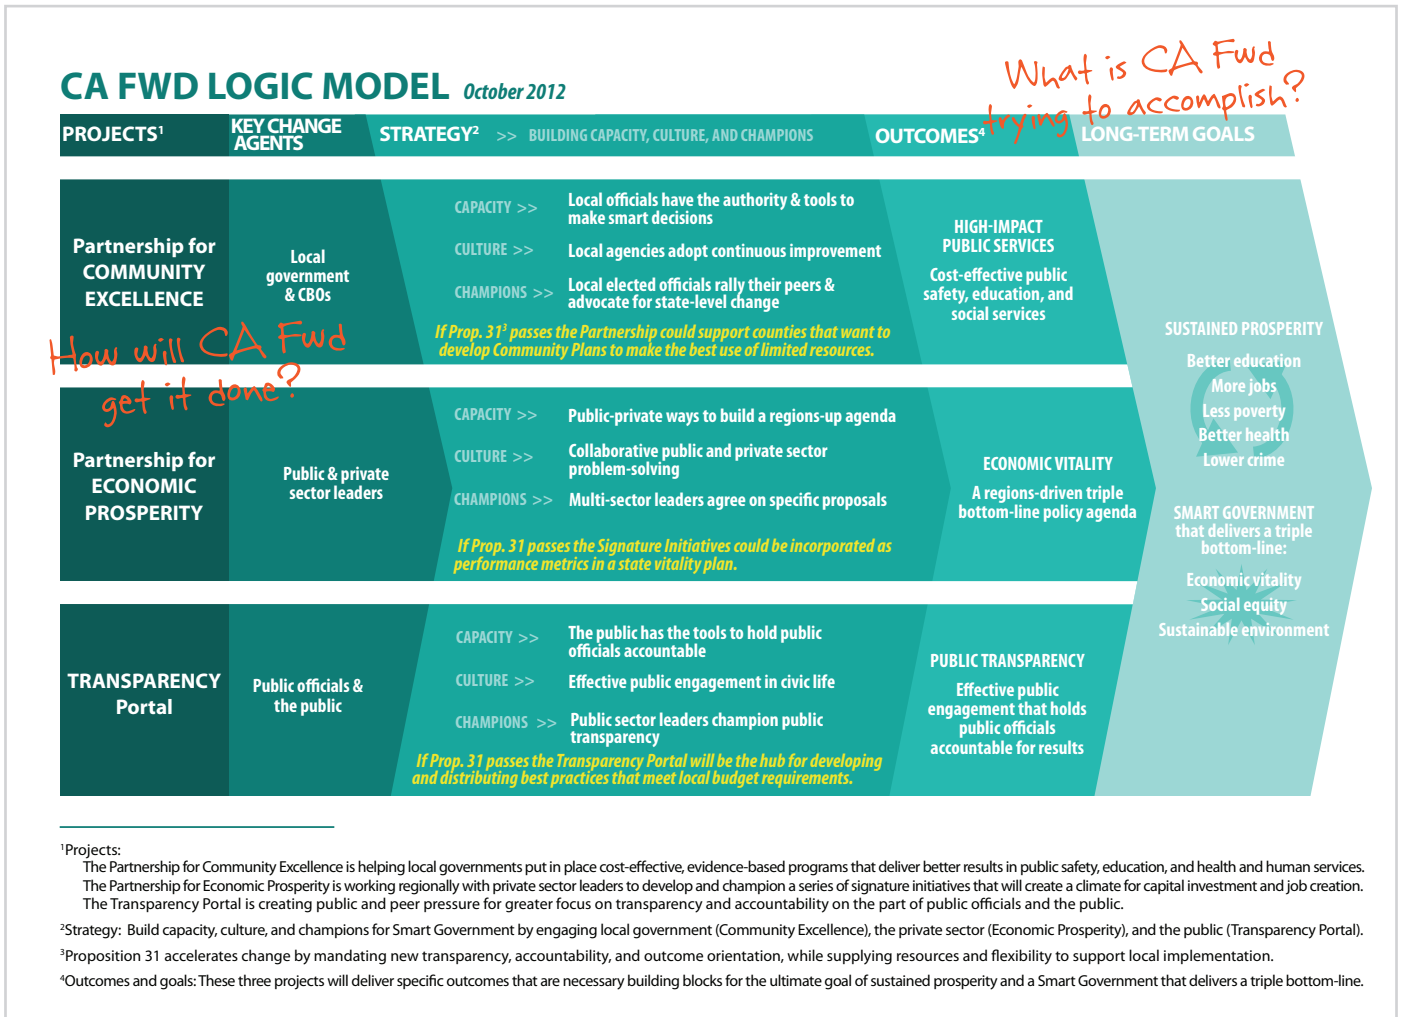 What is CA Fwd
trying to accomplish?
CA FWD LOGIC MODEL October 2012
PROJECTS¹
KEY CHANGE
AGENTS
STRATEGY² >> BUILDING CAPACITY, CULTURE, AND CHAMPIONS
OUTCOMES⁴
LONG-TERM GOALS
Partnership for
COMMUNITY
EXCELLENCE
Local
government
& CBOs
CAPACITY >> Local officials have the authority & tools to
make smart decisions
CULTURE >> Local agencies adopt continuous improvement
CHAMPIONS >> Local elected officials rally their peers &
advocate for state-level change
If Prop. 31³ passes the Partnership could support counties that want to
develop Community Plans to make the best use of limited resources.
HIGH-IMPACT
PUBLIC SERVICES
Cost-effective public
safety, education, and
social services
How will CA Fwd
get it done?
Partnership for
ECONOMIC
PROSPERITY
Public & private
sector leaders
CAPACITY >> Public-private ways to build a regions-up agenda
CULTURE >> Collaborative public and private sector
problem-solving
CHAMPIONS >> Multi-sector leaders agree on specific proposals
If Prop. 31 passes the Signature Initiatives could be incorporated as
performance metrics in a state vitality plan.
ECONOMIC VITALITY
A regions-driven triple
bottom-line policy agenda
TRANSPARENCY
Portal
Public officials &
the public
CAPACITY >> The public has the tools to hold public
officials accountable
CULTURE >> Effective public engagement in civic life
CHAMPIONS >> Public sector leaders champion public
transparency
If Prop. 31 passes the Transparency Portal will be the hub for developing
and distributing best practices that meet local budget requirements.
PUBLIC TRANSPARENCY
Effective public
engagement that holds
public officials
accountable for results
SUSTAINED PROSPERITY
Better education
More jobs
Less poverty
Better health
Lower crime
SMART GOVERNMENT
that delivers a triple
bottom-line:
Economic vitality
Social equity
Sustainable environment
¹Projects:
The Partnership for Community Excellence is helping local governments put in place cost-effective, evidence-based programs that deliver better results in public safety, education, and health and human services.
The Partnership for Economic Prosperity is working regionally with private sector leaders to develop and champion a series of signature initiatives that will create a climate for capital investment and job creation.
The Transparency Portal is creating public and peer pressure for greater focus on transparency and accountability on the part of public officials and the public.
²Strategy: Build capacity, culture, and champions for Smart Government by engaging local government (Community Excellence), the private sector (Economic Prosperity), and the public (Transparency Portal).
³Proposition 31 accelerates change by mandating new transparency, accountability, and outcome orientation, while supplying resources and flexibility to support local implementation.
⁴Outcomes and goals: These three projects will deliver specific outcomes that are necessary building blocks for the ultimate goal of sustained prosperity and a Smart Government that delivers a triple bottom-line.